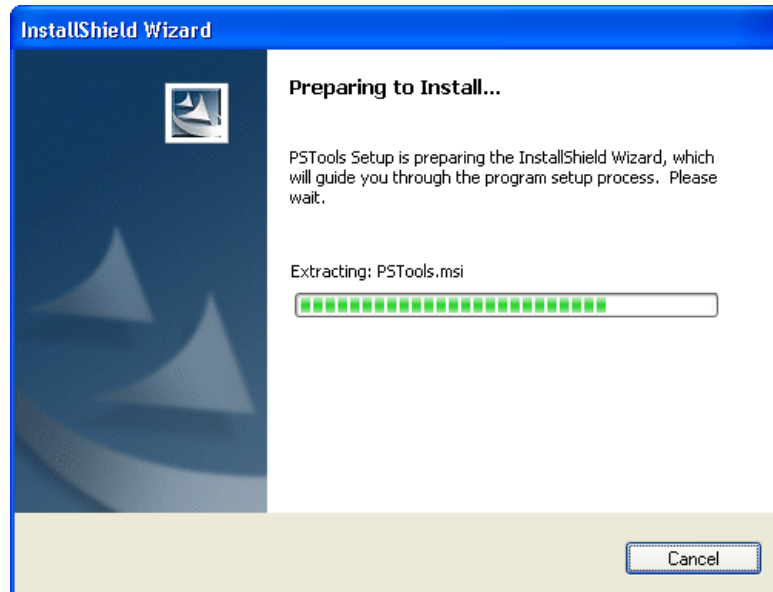 InstallShield Wizard
Preparing to Install...
PSTools Setup is preparing the InstallShield Wizard, which
will guide you through the program setup process. Please
wait.
Extracting: PSTools.msi
Cancel